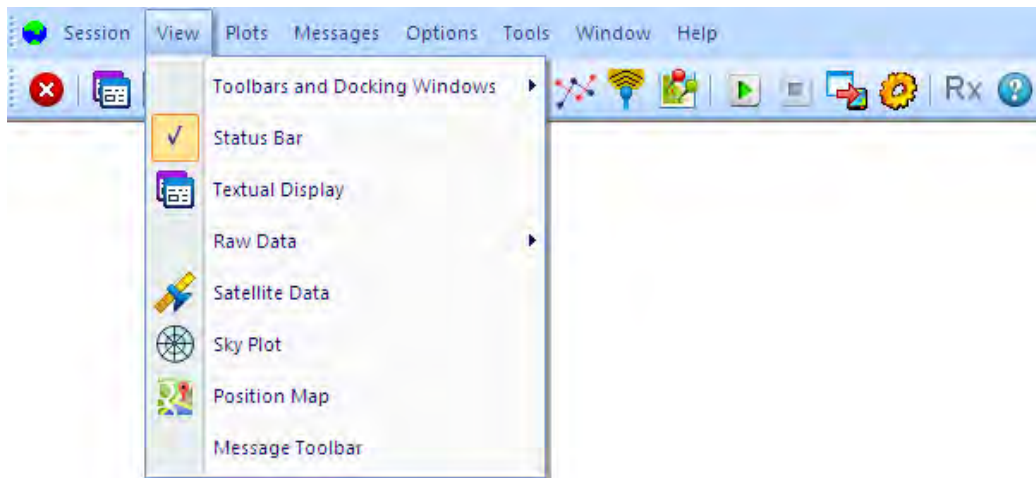 Session View Plots Messages Options Tools Window Help
Rx ?
Toolbars and Docking Windows
Status Bar
Textual Display
Raw Data
Satellite Data
Sky Plot
Position Map
Message Toolbar